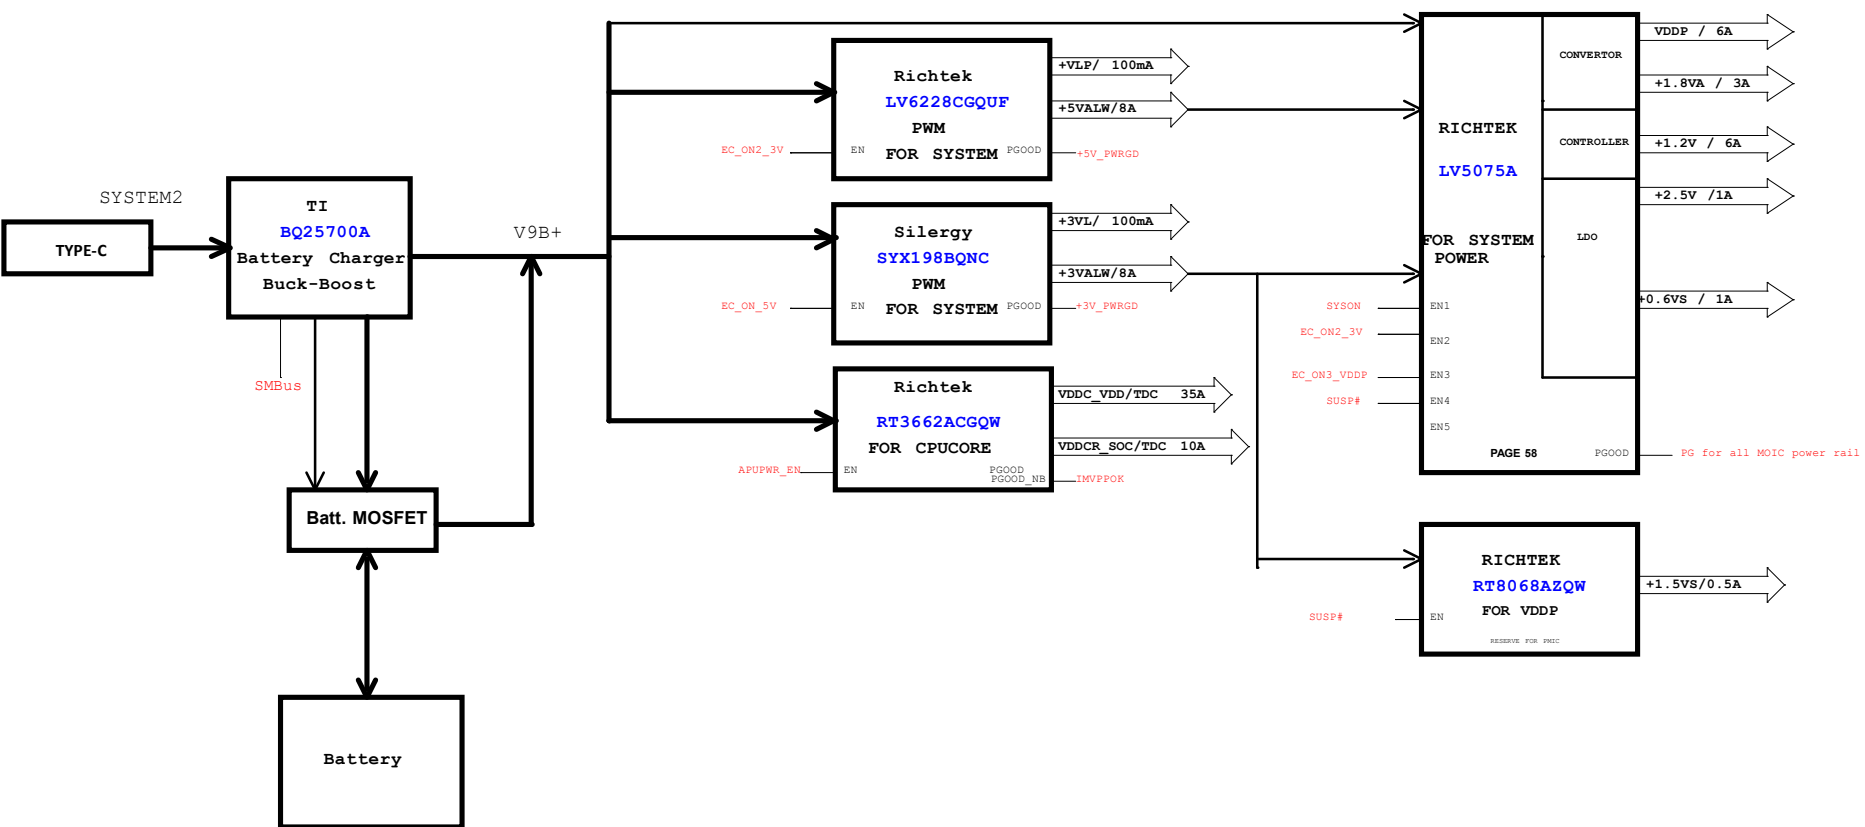 SYSTEM2
TYPE-C
TI
BQ25700A
Battery Charger
Buck-Boost
SMBus
V9B+
Batt. MOSFET
Battery
Richtek
LV6228CGQUF
PWM
FOR SYSTEM
EC_ON2_3V
EN
PGOOD
+5V_PWRGD
+VLP/ 100mA
+5VALW/8A
Silergy
SYX198BQNC
PWM
FOR SYSTEM
EC_ON_5V
EN
PGOOD
+3V_PWRGD
+3VL/ 100mA
+3VALW/8A
Richtek
RT3662ACGQW
FOR CPUCORE
APUPWR_EN
EN
PGOOD
PGOOD_NB
IMVPPOK
VDDC_VDD/TDC 35A
VDDCR_SOC/TDC 10A
RICHTEK
LV5075A
FOR SYSTEM
POWER
CONVERTOR
CONTROLLER
LDO
SYSON
EN1
EC_ON2_3V
EN2
EC_ON3_VDDP
EN3
SUSP#
EN4
EN5
PAGE 58
PGOOD
PG for all MOIC power rail
VDDP / 6A
+1.8VA / 3A
+1.2V / 6A
+2.5V /1A
+0.6VS / 1A
RICHTEK
RT8068AZQW
FOR VDDP
SUSP#
EN
RESERVE FOR PMIC
+1.5VS/0.5A